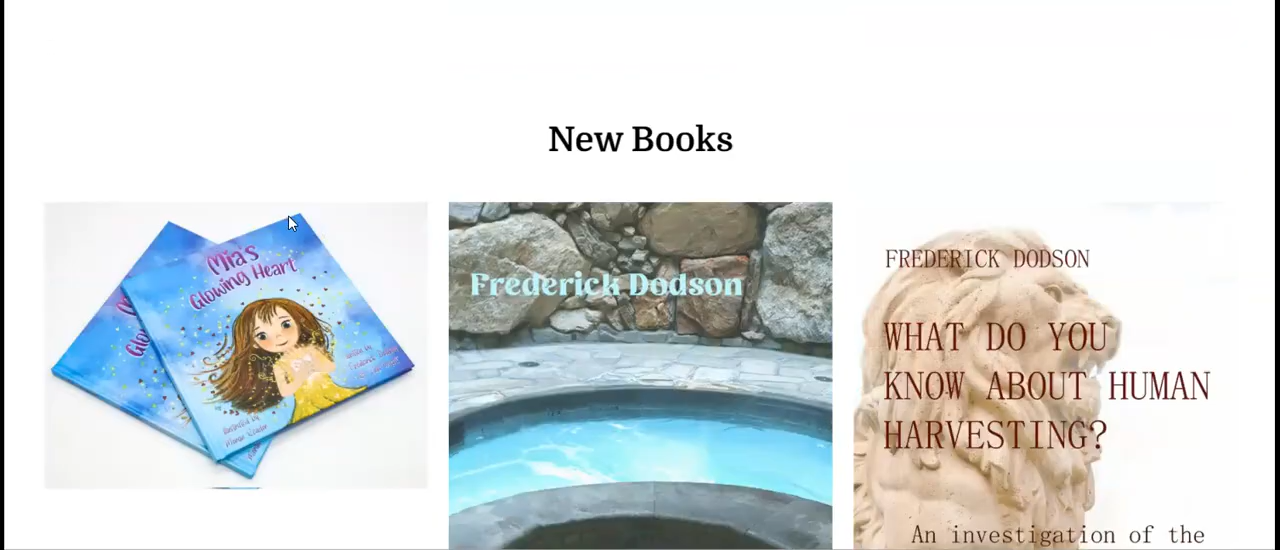 New Books
Mia's
Glowing Heart
Frederick Dodson
FREDERICK DODSON
WHAT DO YOU
KNOW ABOUT HUMAN
HARVESTING?
An investigation of the